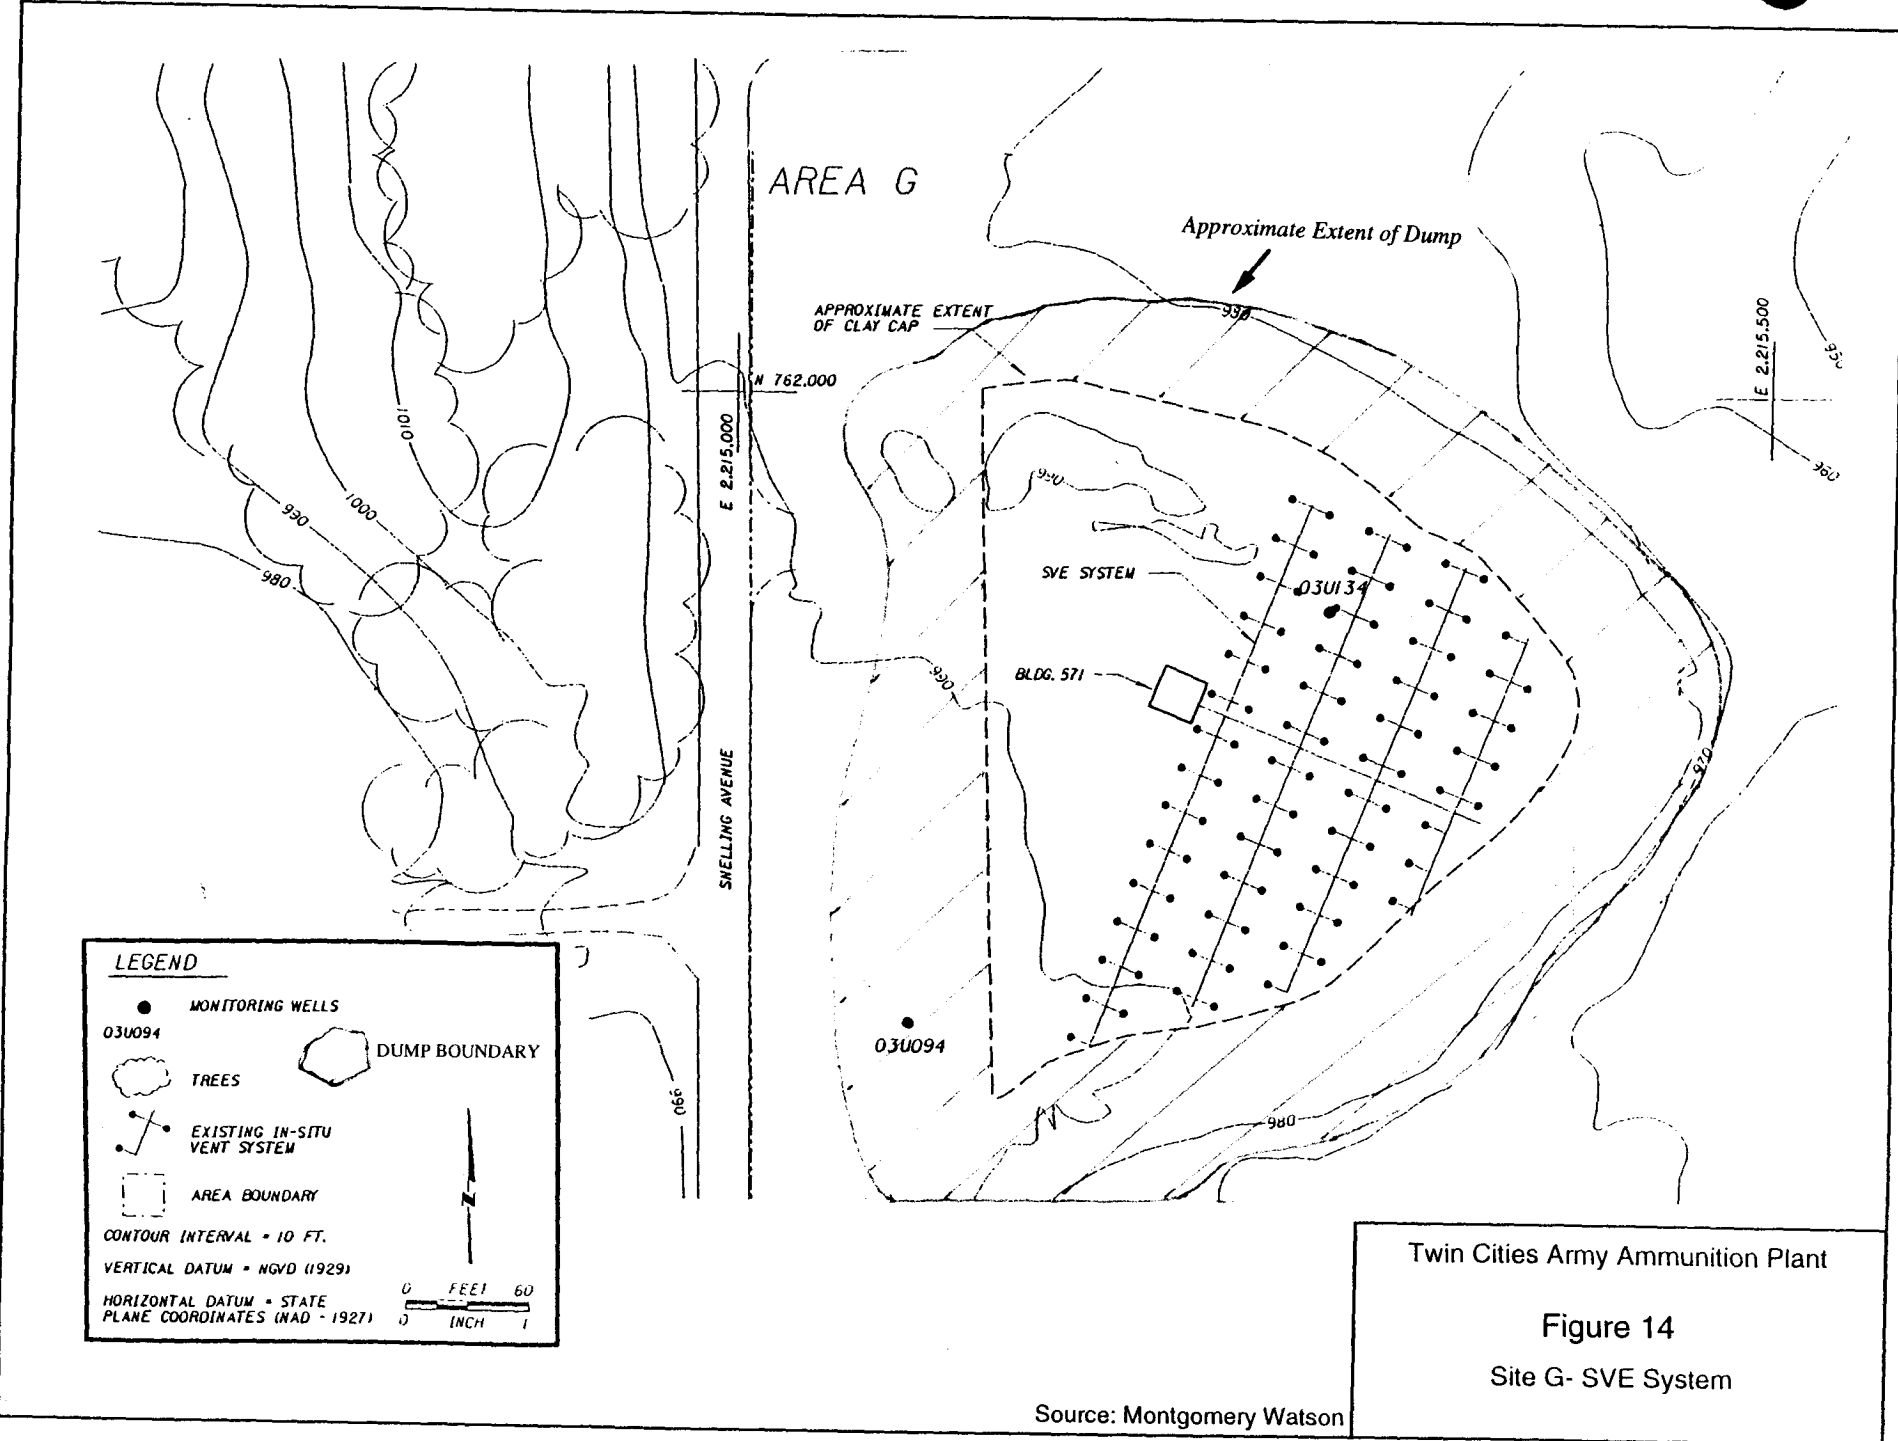 AREA G
Approximate Extent of Dump
APPROXIMATE EXTENT
OF CLAY CAP
930
N 762.000
E 2.215.000
E 2.215.500
990
960
1010
1000
990
980
990
SVE SYSTEM
03U134
BLDG. 571
990
970
SNELLING AVENUE
03U094
990
980
LEGEND
MONITORING WELLS
03U094
DUMP BOUNDARY
TREES
EXISTING IN-SITU
VENT SYSTEM
AREA BOUNDARY
N
CONTOUR INTERVAL = 10 FT.
VERTICAL DATUM = NGVD (1929)
HORIZONTAL DATUM = STATE
PLANE COORDINATES (NAD - 1927)
0 FEET 60
0 INCH 1
Twin Cities Army Ammunition Plant
Figure 14
Site G- SVE System
Source: Montgomery Watson